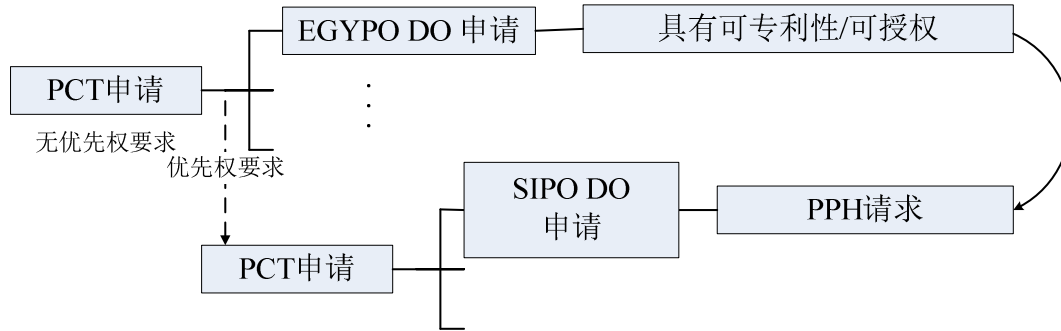 EGYPO DO 申请
具有可专利性/可授权
PCT申请
无优先权要求
优先权要求
SIPO DO
申请
PPH请求
PCT申请